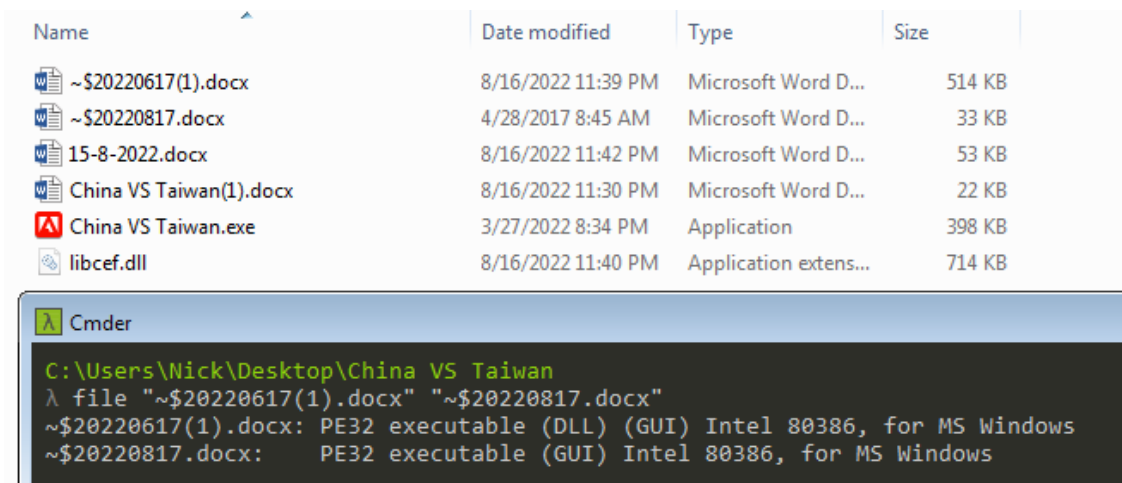 Name Date modified Type Size
~$20220617(1).docx 8/16/2022 11:39 PM Microsoft Word D... 514 KB
~$20220817.docx 4/28/2017 8:45 AM Microsoft Word D... 33 KB
15-8-2022.docx 8/16/2022 11:42 PM Microsoft Word D... 53 KB
China VS Taiwan(1).docx 8/16/2022 11:30 PM Microsoft Word D... 22 KB
China VS Taiwan.exe 3/27/2022 8:34 PM Application 398 KB
libcef.dll 8/16/2022 11:40 PM Application extens... 714 KB
λ Cmder
C:\Users\Nick\Desktop\China VS Taiwan
λ file "~$20220617(1).docx" "~$20220817.docx"
~$20220617(1).docx: PE32 executable (DLL) (GUI) Intel 80386, for MS Windows
~$20220817.docx: PE32 executable (GUI) Intel 80386, for MS Windows